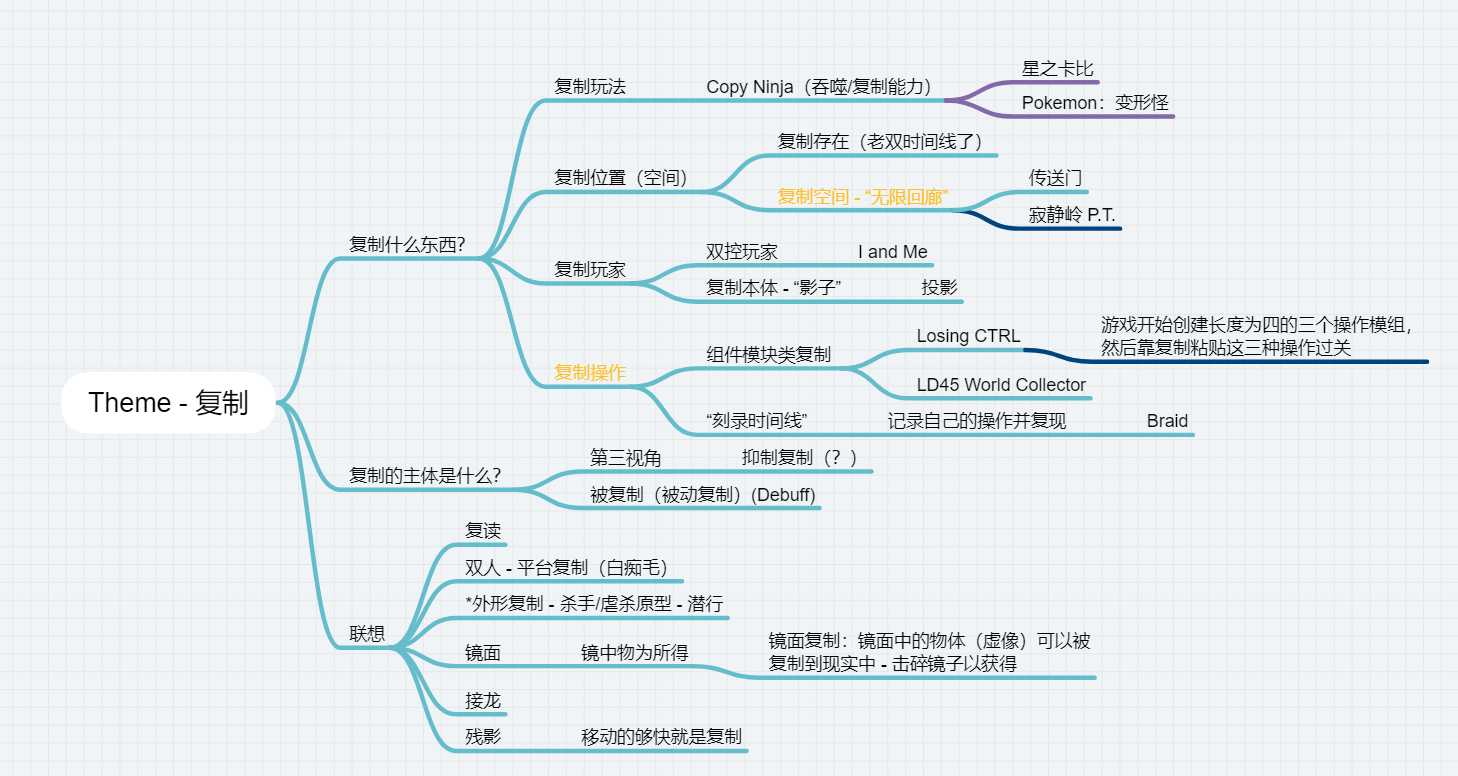 Theme - 复制
复制什么东西？
复制玩法
Copy Ninja（吞噬/复制能力）
星之卡比
Pokemon：变形怪
复制位置（空间）
复制存在（老双时间线了）
复制空间 - “无限回廊”
传送门
寂静岭 P.T.
复制玩家
双控玩家
I and Me
复制本体 - “影子”
投影
复制操作
组件模块类复制
Losing CTRL
游戏开始创建长度为四的三个操作模组，
然后靠复制粘贴这三种操作过关
LD45 World Collector
“刻录时间线”
记录自己的操作并复现
Braid
复制的主体是什么？
第三视角
抑制复制（？）
被复制（被动复制）(Debuff)
联想
复读
双人 - 平台复制（白痴毛）
*外形复制 - 杀手/虐杀原型 - 潜行
镜面
镜中物为所得
镜面复制：镜面中的物体（虚像）可以被
复制到现实中 - 击碎镜子以获得
接龙
残影
移动的够快就是复制